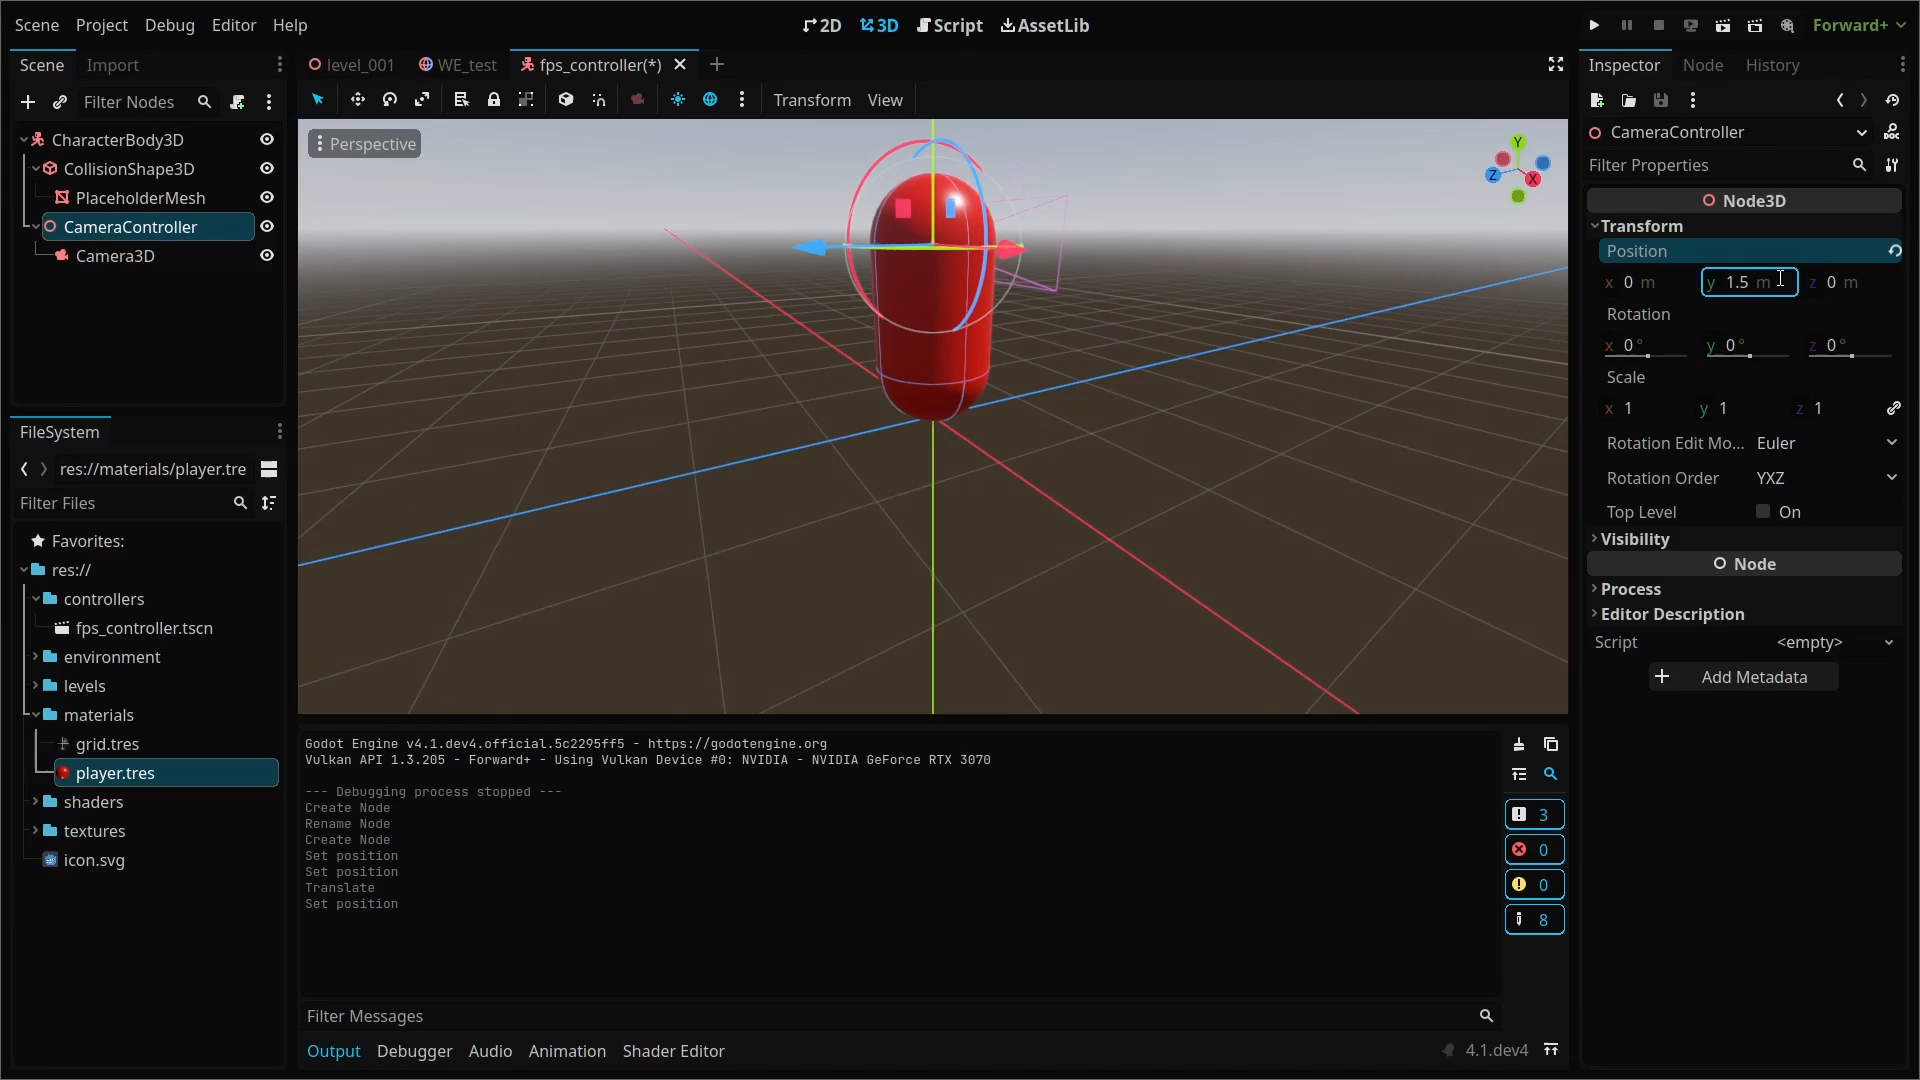 Scene Project Debug Editor Help
2D 3D Script AssetLib
Forward+
Scene Import
level_001 WE_test fps_controller(*)
Inspector Node History
Filter Nodes
Transform View
CharacterBody3D
CollisionShape3D
PlaceholderMesh
CameraController
Camera3D
Perspective
Y
Z
X
CameraController
Filter Properties
Node3D
Transform
Position
x 0 m y 1.5 m z 0 m
Rotation
x 0 ° y 0 ° z 0 °
Scale
x 1 y 1 z 1
Rotation Edit Mo... Euler
Rotation Order YXZ
Top Level On
Visibility
Node
Process
Editor Description
Script <empty>
Add Metadata
FileSystem
res://materials/player.tre
Filter Files
Favorites:
res://
controllers
fps_controller.tscn
environment
levels
materials
grid.tres
player.tres
shaders
textures
icon.svg
Godot Engine v4.1.dev4.official.5c2295ff5 - https://godotengine.org
Vulkan API 1.3.205 - Forward+ - Using Vulkan Device #0: NVIDIA - NVIDIA GeForce RTX 3070
--- Debugging process stopped ---
Create Node
Rename Node
Create Node
Set position
Set position
Translate
Set position
3
0
0
8
Filter Messages
Output Debugger Audio Animation Shader Editor
4.1.dev4